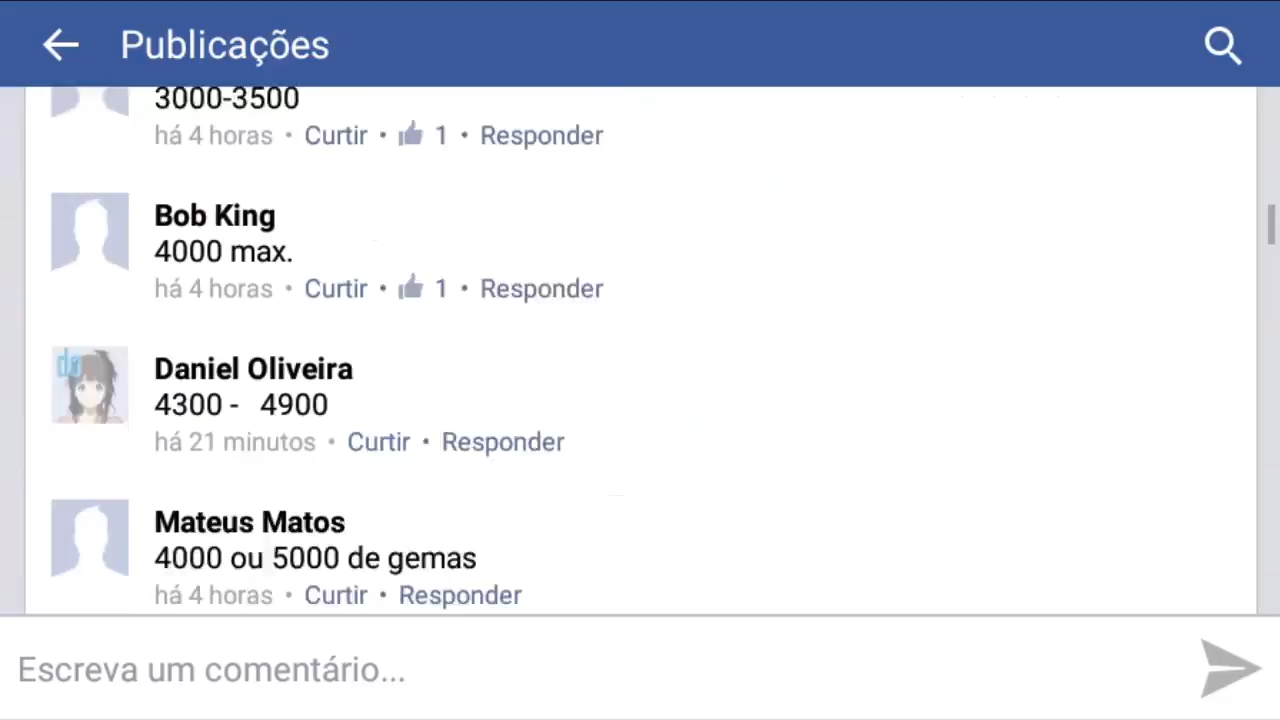 Publicações
3000-3500
há 4 horas • Curtir • 1 • Responder
Bob King
4000 max.
há 4 horas • Curtir • 1 • Responder
Daniel Oliveira
4300 - 4900
há 21 minutos • Curtir • Responder
Mateus Matos
4000 ou 5000 de gemas
há 4 horas • Curtir • Responder
Escreva um comentário...